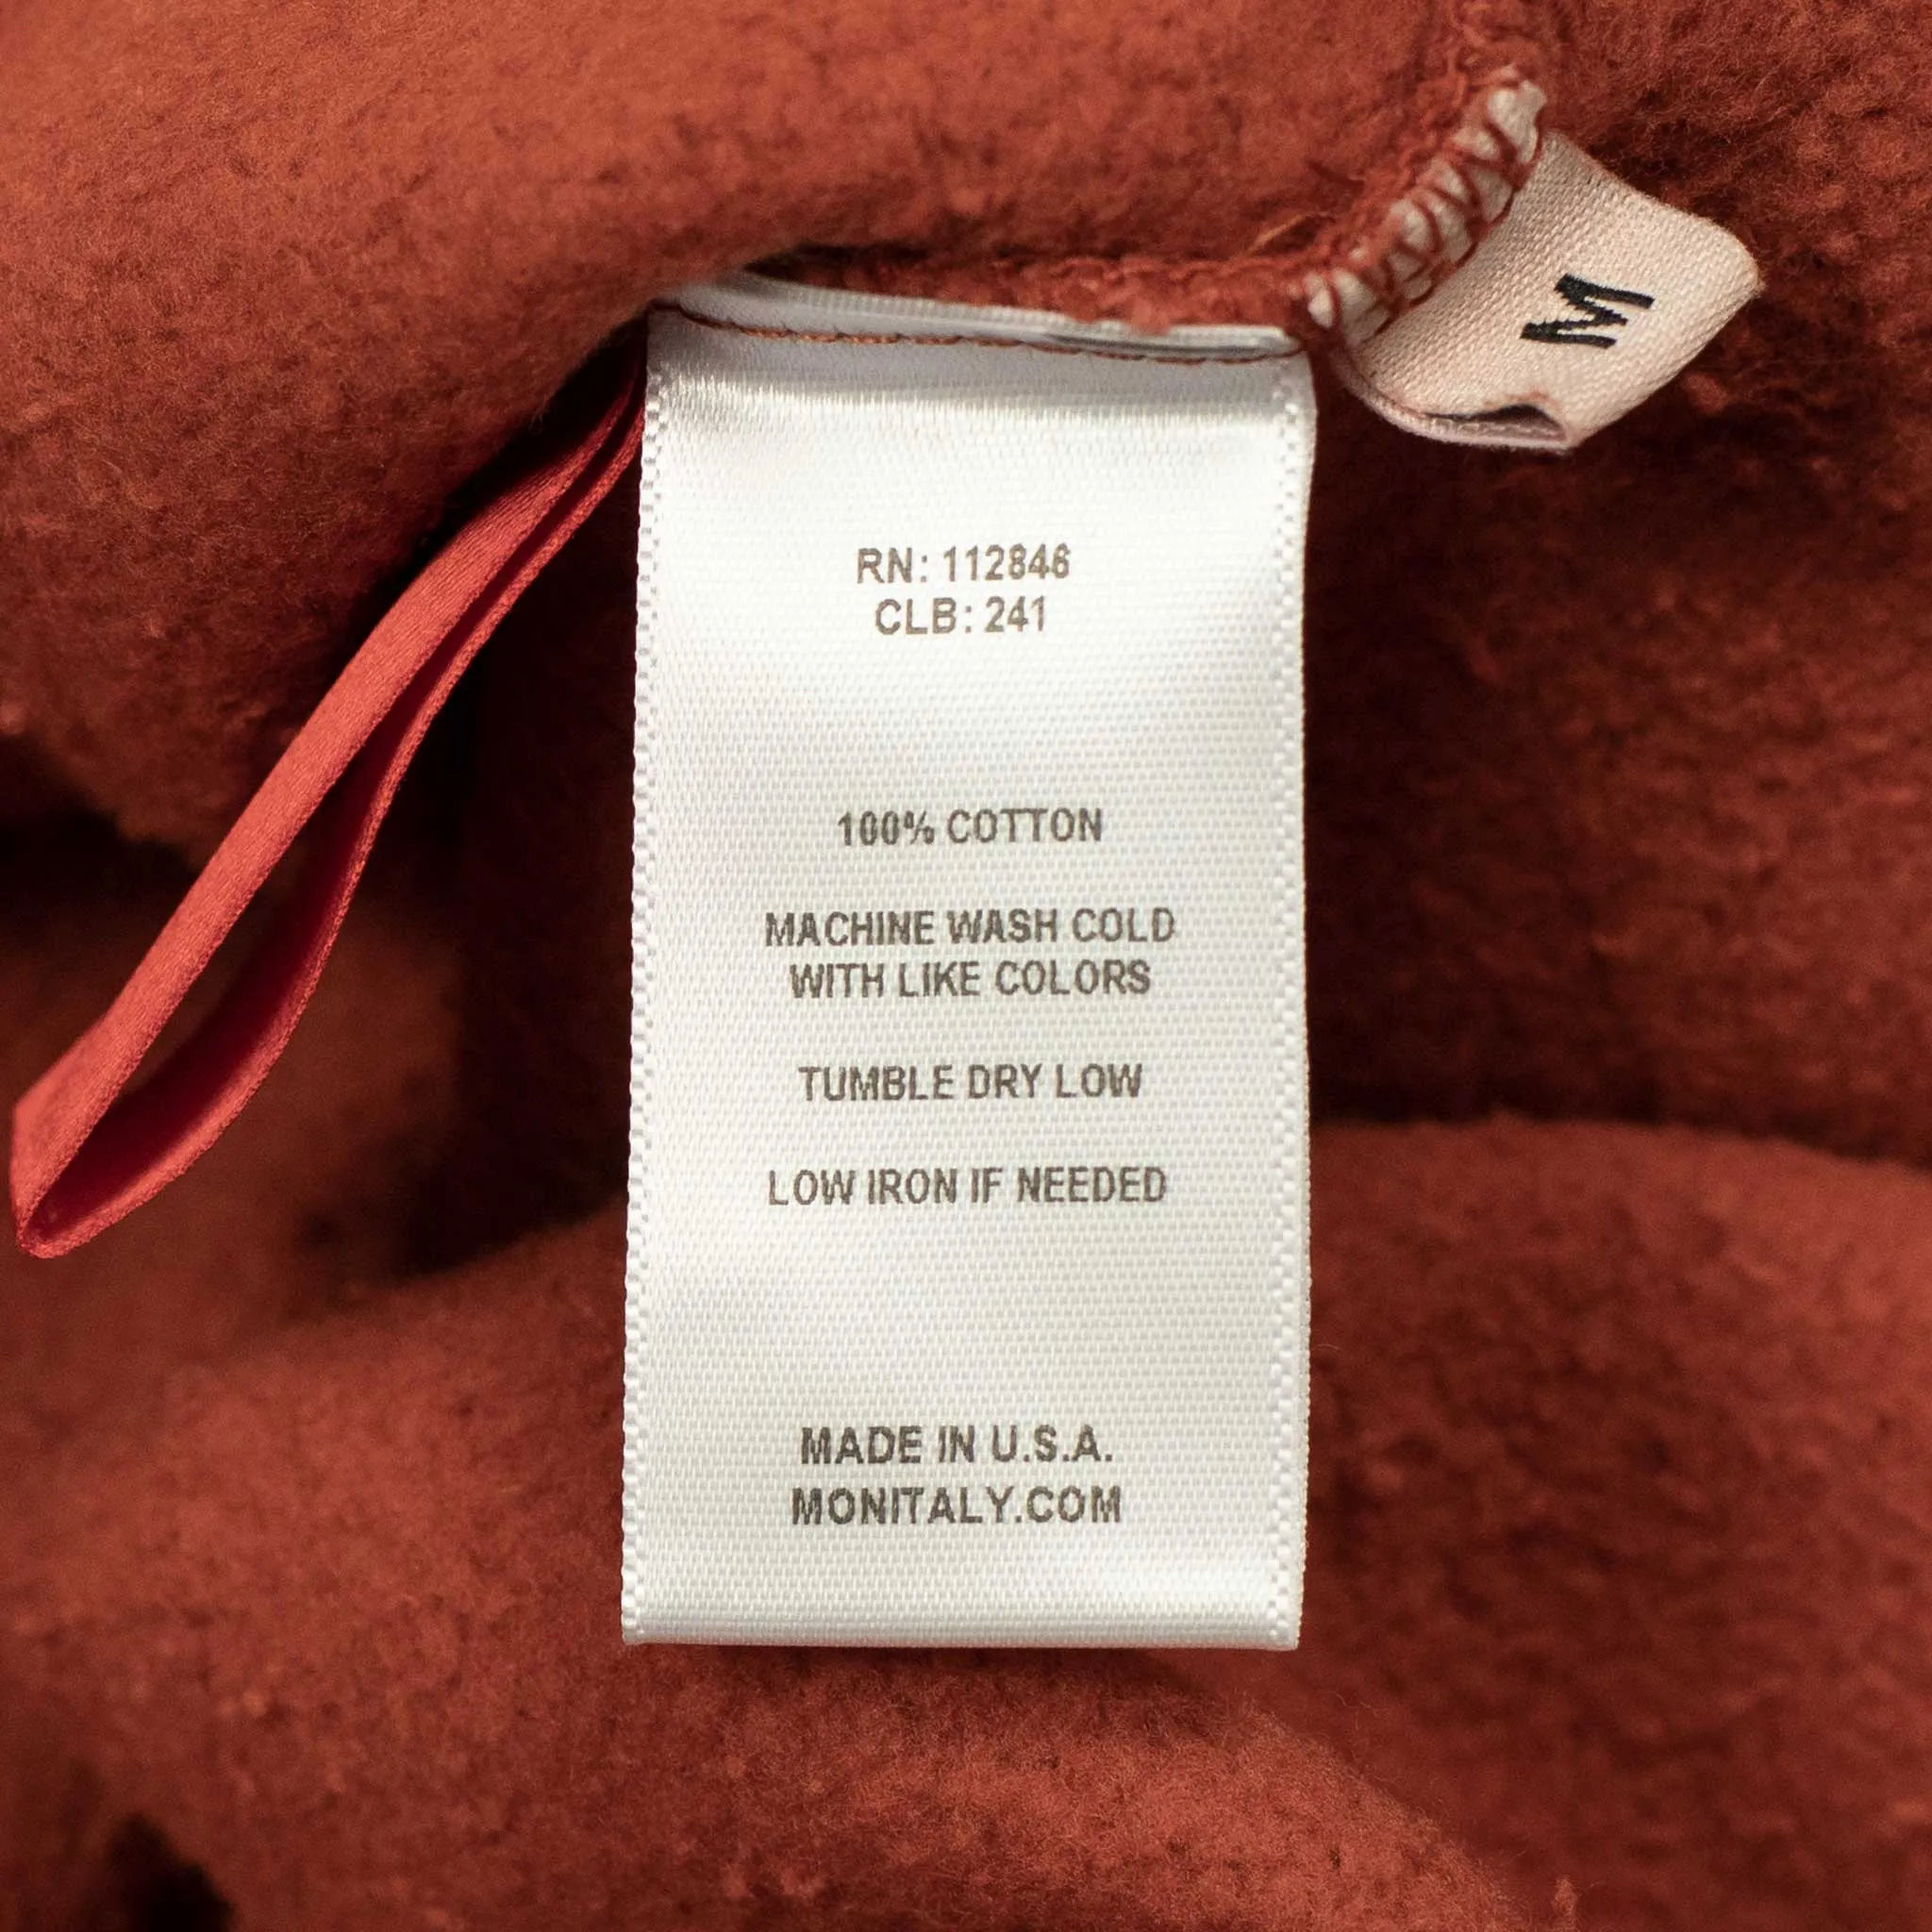 M
RN: 112846
CLB: 241
100% COTTON
MACHINE WASH COLD
WITH LIKE COLORS
TUMBLE DRY LOW
LOW IRON IF NEEDED
MADE IN U.S.A.
MONITALY.COM